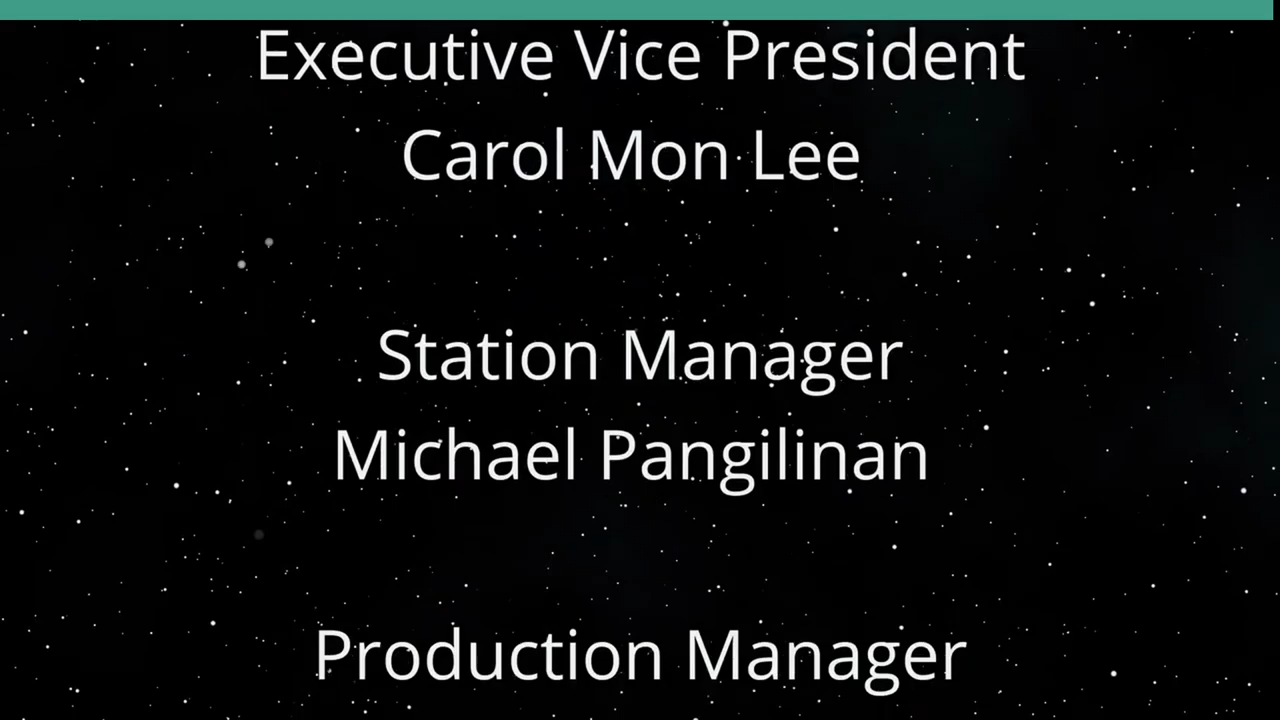 Executive Vice President
Carol Mon Lee
Station Manager
Michael Pangilinan
Production Manager